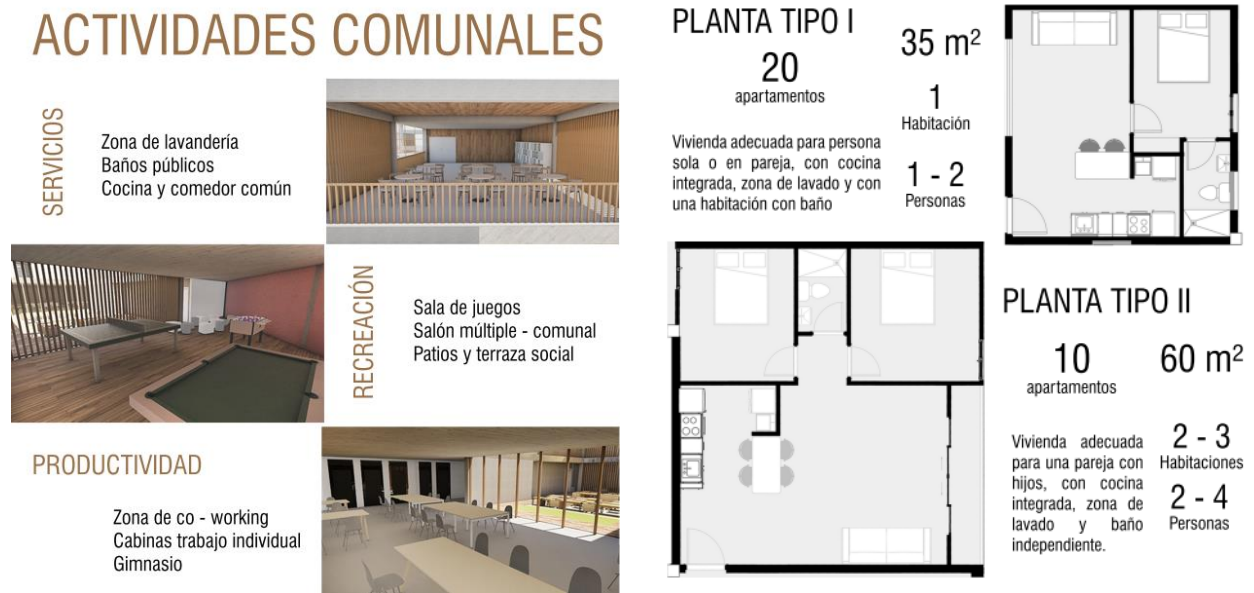 ACTIVIDADES COMUNALES
SERVICIOS
Zona de lavandería
Baños públicos
Cocina y comedor común
RECREACIÓN
Sala de juegos
Salón múltiple - comunal
Patios y terraza social
PRODUCTIVIDAD
Zona de co - working
Cabinas trabajo individual
Gimnasio
PLANTA TIPO I
20
apartamentos
35 m²
1
Habitación
1 - 2
Personas
Vivienda adecuada para persona
sola o en pareja, con cocina
integrada, zona de lavado y con
una habitación con baño
PLANTA TIPO II
10
apartamentos
60 m²
2 - 3
Habitaciones
2 - 4
Personas
Vivienda adecuada
para una pareja con
hijos, con cocina
integrada, zona de
lavado y baño
independiente.